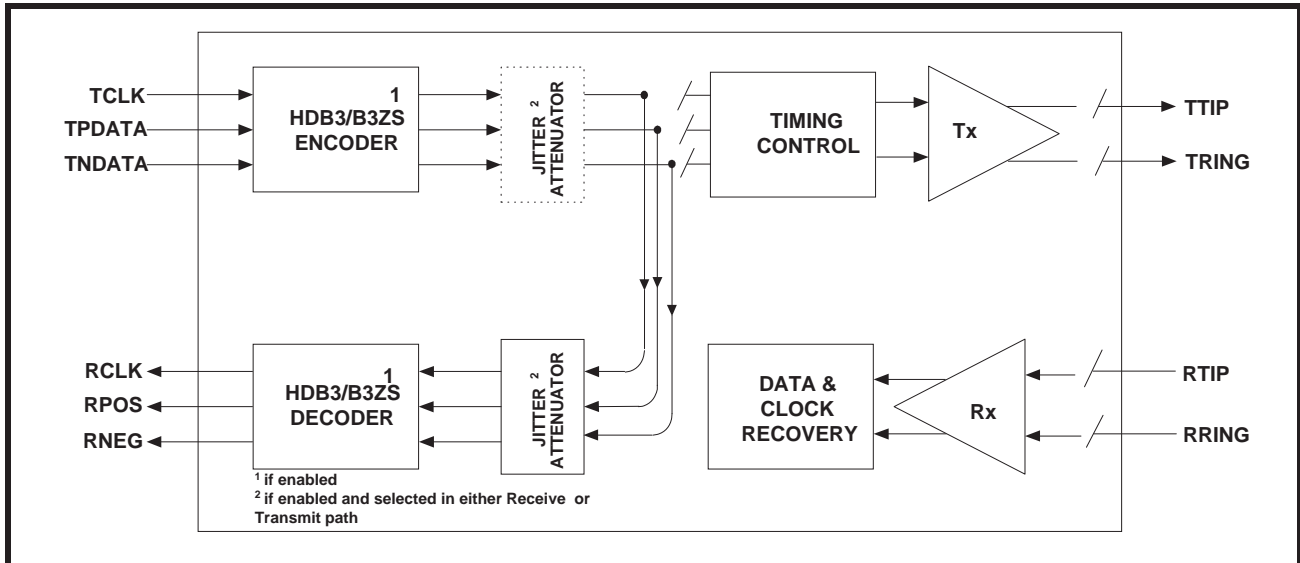 TCLK
TPDATA
TNDATA
1
HDB3/B3ZS
ENCODER
JITTER 2
ATTENUATOR
TIMING
CONTROL
Tx
TTIP
TRING
RCLK
RPOS
RNEG
1
HDB3/B3ZS
DECODER
JITTER 2
ATTENUATOR
DATA &
CLOCK
RECOVERY
Rx
RTIP
RRING
1 if enabled
2 if enabled and selected in either Receive or
Transmit path